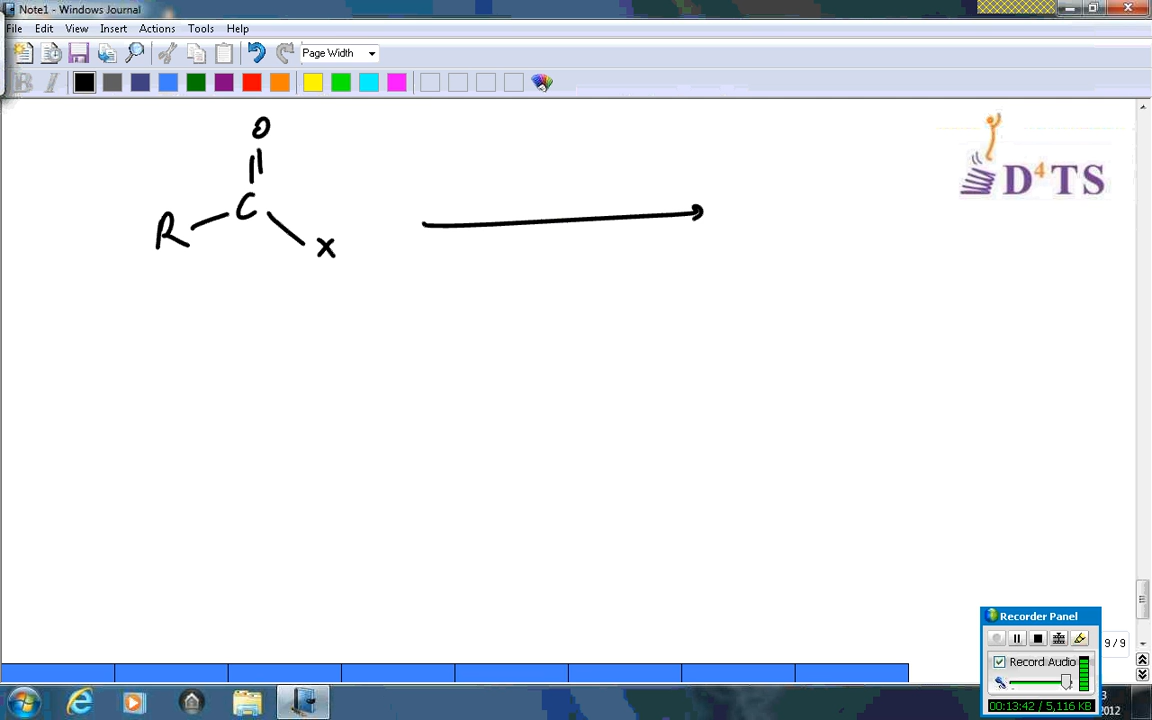 Note1 - Windows Journal
File Edit View Insert Actions Tools Help
Page Width
B I
O
C
R
X
D4TS
Recorder Panel
Record Audio
00:13:42 / 5,116 KB
9 / 9
3
2012